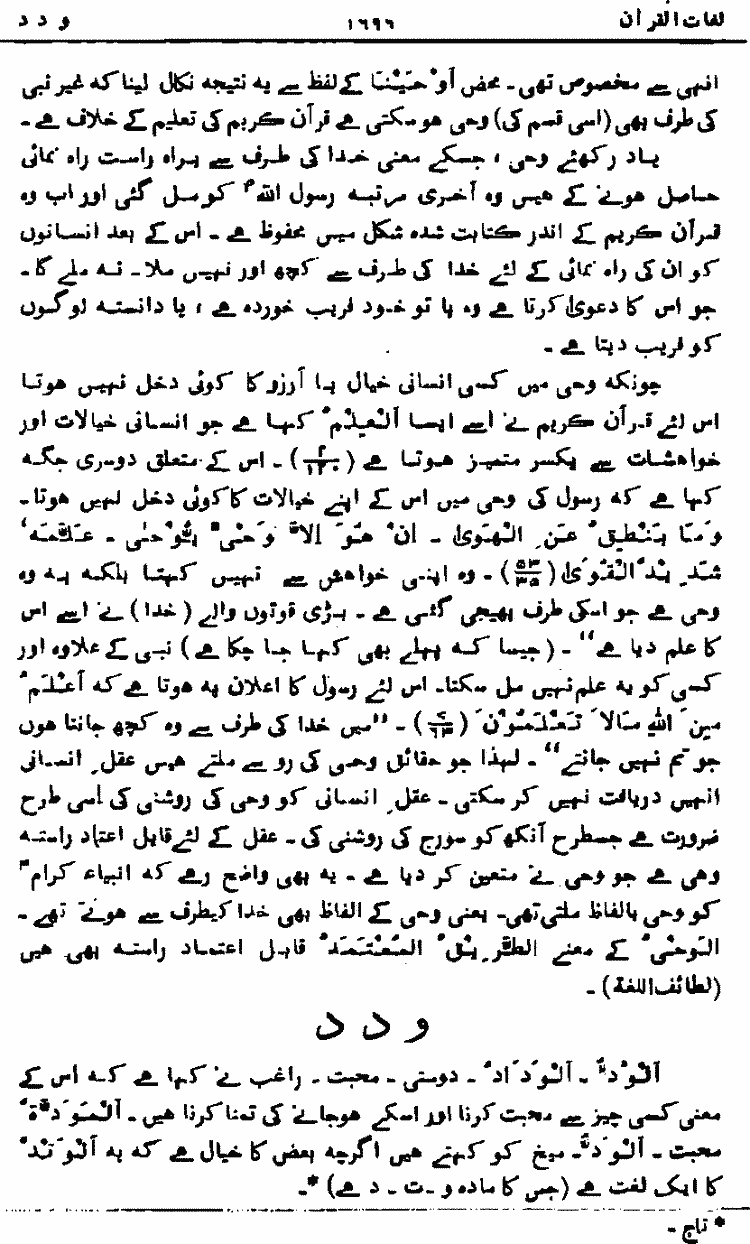 لغات القرآن ۱۶۹۶ و د د
انہی سے مخصوص تھی۔ محض اَوْحَیْنَا کے لفظ سے یہ نتیجہ نکال لینا کہ غیر نبی
کی طرف بھی (اسی قسم کی) وحی ہو سکتی ہے قرآن کریم کی تعلیم کے خلاف ہے۔
یاد رکھئے وحی ، جسکے معنی خدا کی طرف سے براہ راست راہ نمائی
حاصل ہونے کے ہیں وہ آخری مرتبہ رسول اللہ ؐ کو مل گئی اور اب وہ
قرآن کریم کے اندر کتابت شدہ شکل میں محفوظ ہے۔ اس کے بعد انسانوں
کو ان کی راہ نمائی کے لئے خدا کی طرف سے کچھ اور نہیں ملا۔ نہ ملے گا۔
جو اس کا دعویٰ کرتا ہے وہ یا تو خود فریب خوردہ ہے ، یا دانستہ لوگوں
کو فریب دیتا ہے۔
چونکہ وحی میں کسی انسانی خیال یا آرزو کا کوئی دخل نہیں ہوتا
اس لئے قرآن کریم نے اسے ایسا اَلْعِلْمُ کہا ہے جو انسانی خیالات اور
خواہشات سے یکسر متمیز ہوتا ہے (۲/۱۲۰)۔ اس کے متعلق دوسری جگہ
کہا ہے کہ رسول کی وحی میں اس کے اپنے خیالات کا کوئی دخل نہیں ہوتا۔
وَمَا یَنْطِقُ عَنِ الْہَوٰی۔ اِنْ ہُوَ اِلَّا وَحْیٌ یُّوْحٰی۔ عَلَّمَہٗ
شَدِیْدُ الْقُوٰی (۵۳/۳۵)۔ وہ اپنی خواہش سے نہیں کہتا بلکہ یہ وہ
وحی ہے جو اسکی طرف بھیجی گئی ہے۔ بڑی قوتوں والے (خدا) نے اسے اس
کا علم دیا ہے“۔ (جیسا کہ پہلے بھی کہا جا چکا ہے) نبی کے علاوہ اور
کسی کو یہ علم نہیں مل سکتا۔ اس لئے رسول کا اعلان یہ ہوتا ہے کہ اَعْلَمُ
مِنَ اللہِ مَالَا تَعْلَمُوْنَ (۷/۶۲)۔ ”میں خدا کی طرف سے وہ کچھ جانتا ہوں
جو تم نہیں جانتے“۔ لہذا جو حقائق وحی کی رو سے ملتے ہیں عقلِ انسانی
انہیں دریافت نہیں کر سکتی۔ عقلِ انسانی کو وحی کی روشنی کی اسی طرح
ضرورت ہے جسطرح آنکھ کو سورج کی روشنی کی۔ عقل کے لئے قابل اعتماد راستہ
وہی ہے جو وحی نے متعین کر دیا ہے۔ یہ بھی واضح رہے کہ انبیاء کرام ؑ
کو وحی بالفاظ ملتی تھی۔ یعنی وحی کے الفاظ بھی خدا کیطرف سے ہوتے تھے۔
اَلْوَحْیُ کے معنے الطَّرِیْقُ الْمُعْتَمَدُ قابل اعتماد راستہ بھی ہیں
(لطائف اللغۃ)۔
و د د
اَلْوُدُّ۔ اَلْوَدَادُ۔ دوستی۔ محبت۔ راغب نے کہا ہے کہ اس کے
معنی کسی چیز سے محبت کرنا اور اسکے ہوجانے کی تمنا کرنا ہیں۔ اَلْمَوَدَّۃُ
محبت۔ اَلْوَدُّ۔ میخ کو کہتے ہیں اگرچہ بعض کا خیال ہے کہ یہ اَلْوَتَدُ
کا ایک لغت ہے (جس کا مادہ و۔ت۔د ہے)*۔
* تاج۔